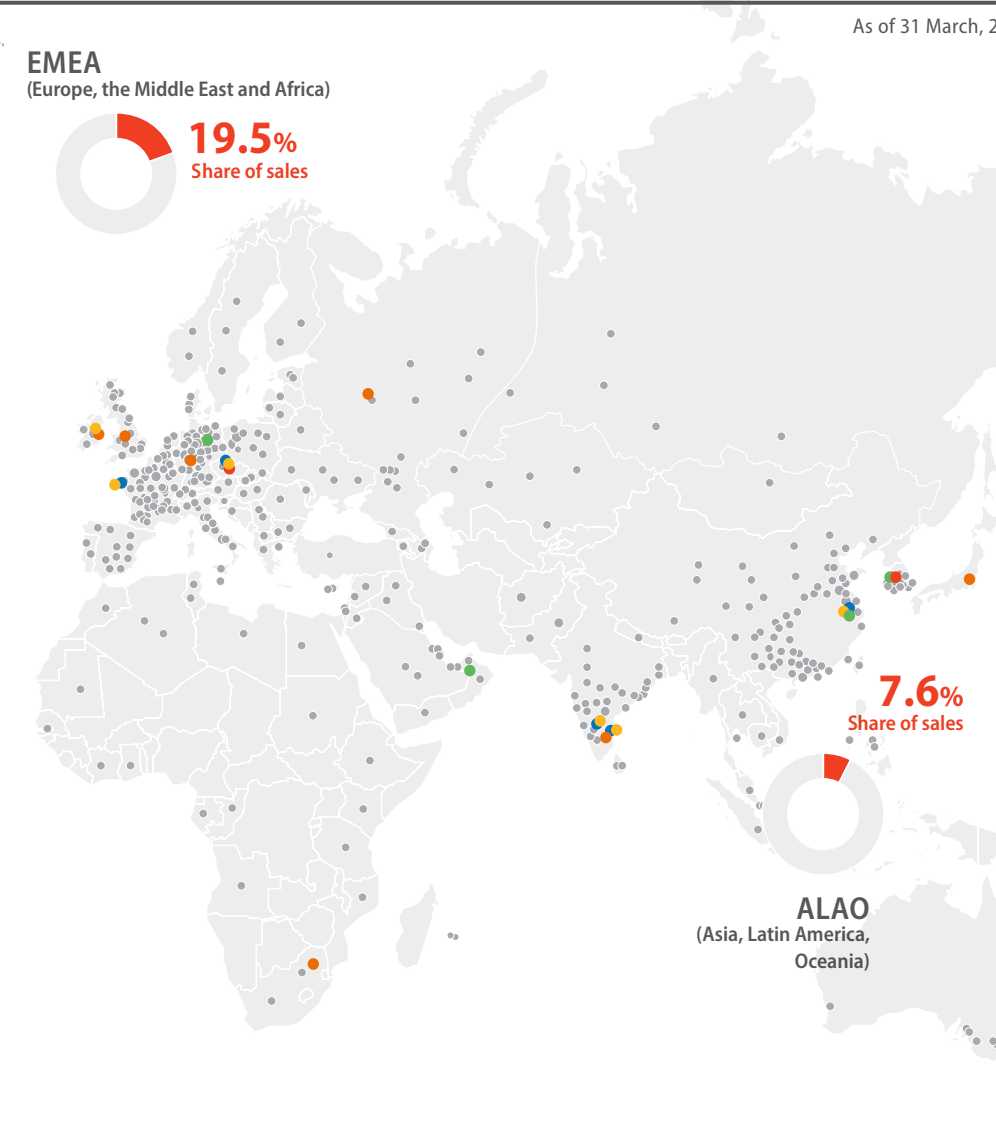 As of 31 March, 2
EMEA
(Europe, the Middle East and Africa)
19.5%
Share of sales
7.6%
Share of sales
ALAO
(Asia, Latin America,
Oceania)